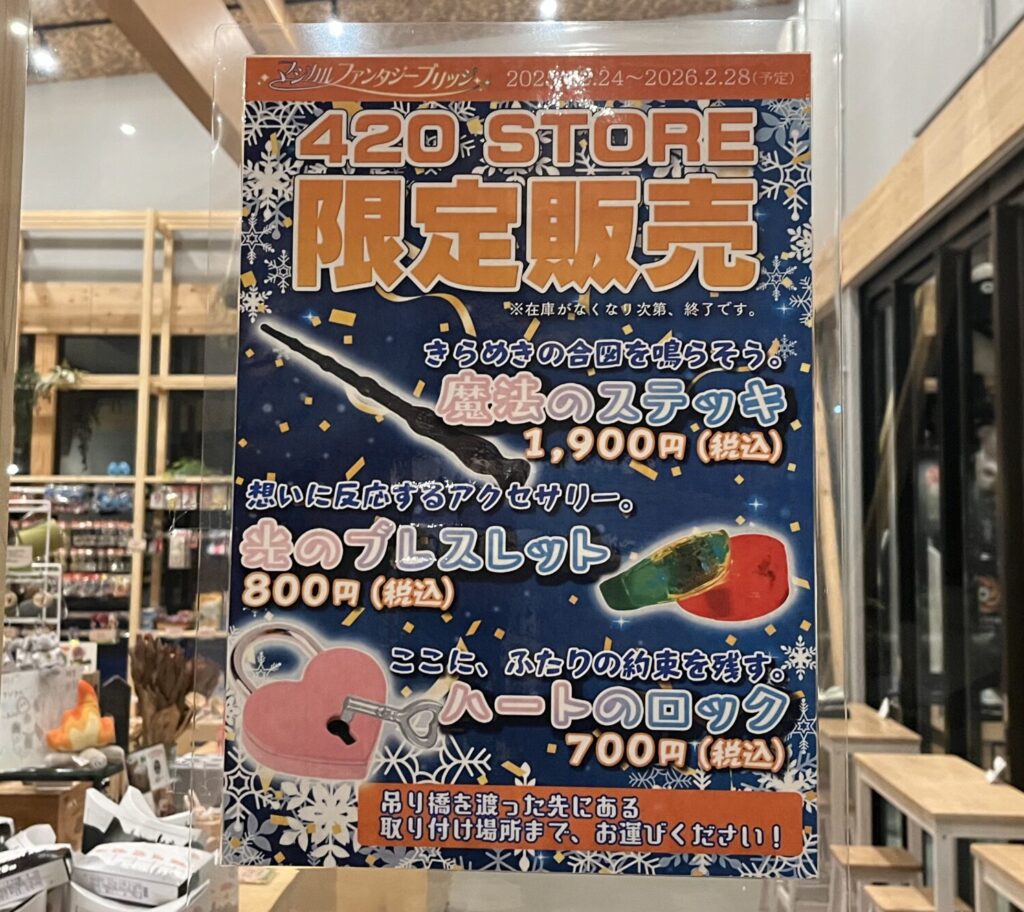 マジカルファンタジーブリッジ
24～2026.2.28(予定)
420 STORE
限定販売
※在庫がなくなり次第、終了です。
きらめきの合図を鳴らそう。
魔法のステッキ
1,900円(税込)
想いに反応するアクセサリー。
光のブレスレット
800円(税込)
ここに、ふたりの約束を残す。
ハートのロック
700円(税込)
吊り橋を渡った先にある
取り付け場所まで、お運びください！